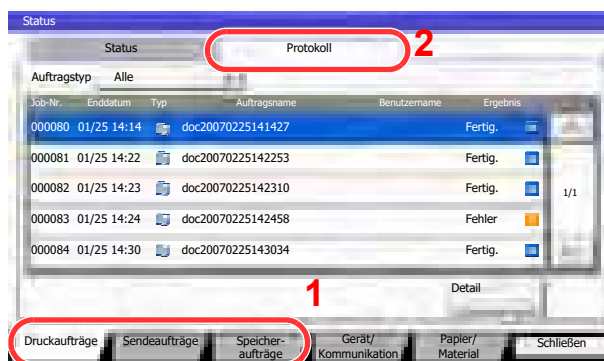 Status
Status Protokoll 2
Auftragstyp Alle
Job-Nr. Enddatum Typ Auftragsname Benutzername Ergebnis
000080 01/25 14:14 doc20070225141427 Fertig.
000081 01/25 14:22 doc20070225142253 Fertig.
000082 01/25 14:23 doc20070225142310 Fertig.
1/1
000083 01/25 14:24 doc20070225142458 Fehler
000084 01/25 14:30 doc20070225143034 Fertig.
1
Detail
Druckaufträge Sendeaufträge Speicher-
aufträge
Gerät/
Kommunikation
Papier/
Material
Schließen